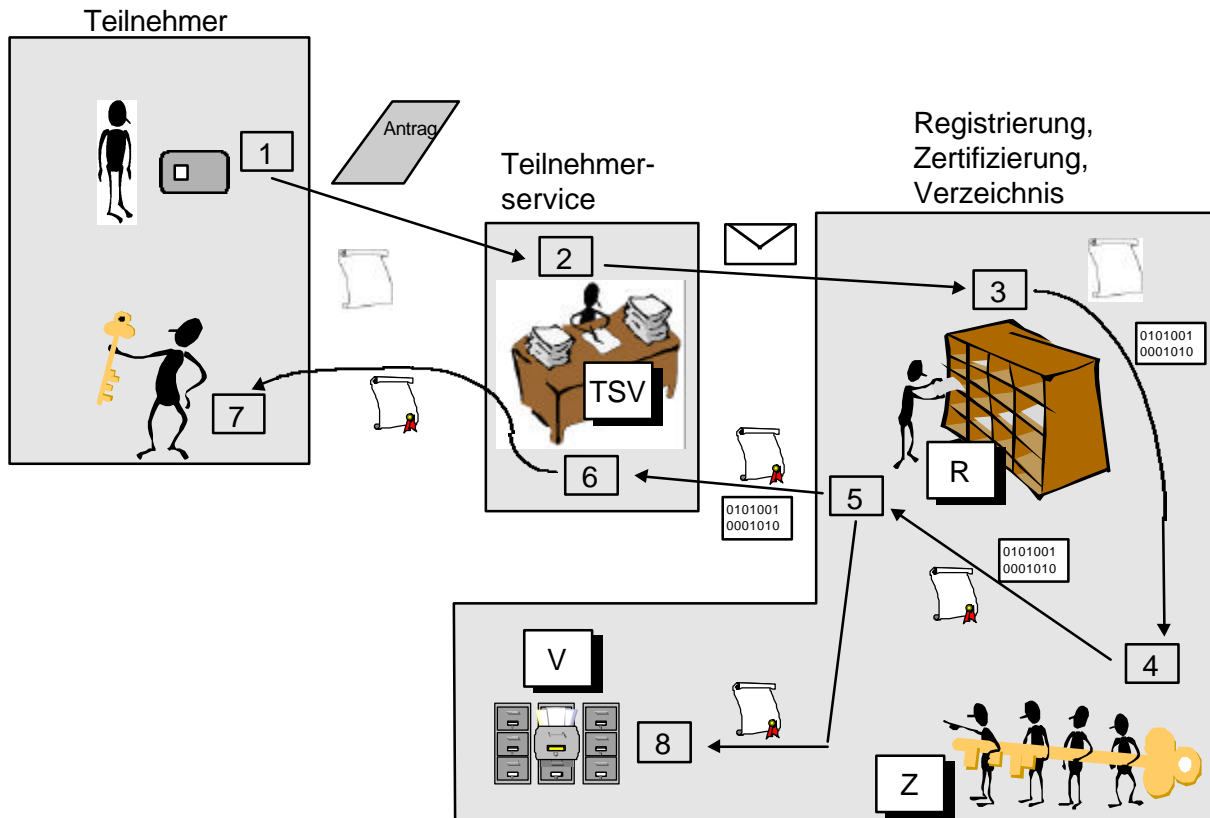 Teilnehmer
1
Antrag
Teilnehmer-
service
Registrierung,
Zertifizierung,
Verzeichnis
2
3
0101001
0001010
TSV
7
R
6
5
0101001
0001010
0101001
0001010
4
V
8
Z